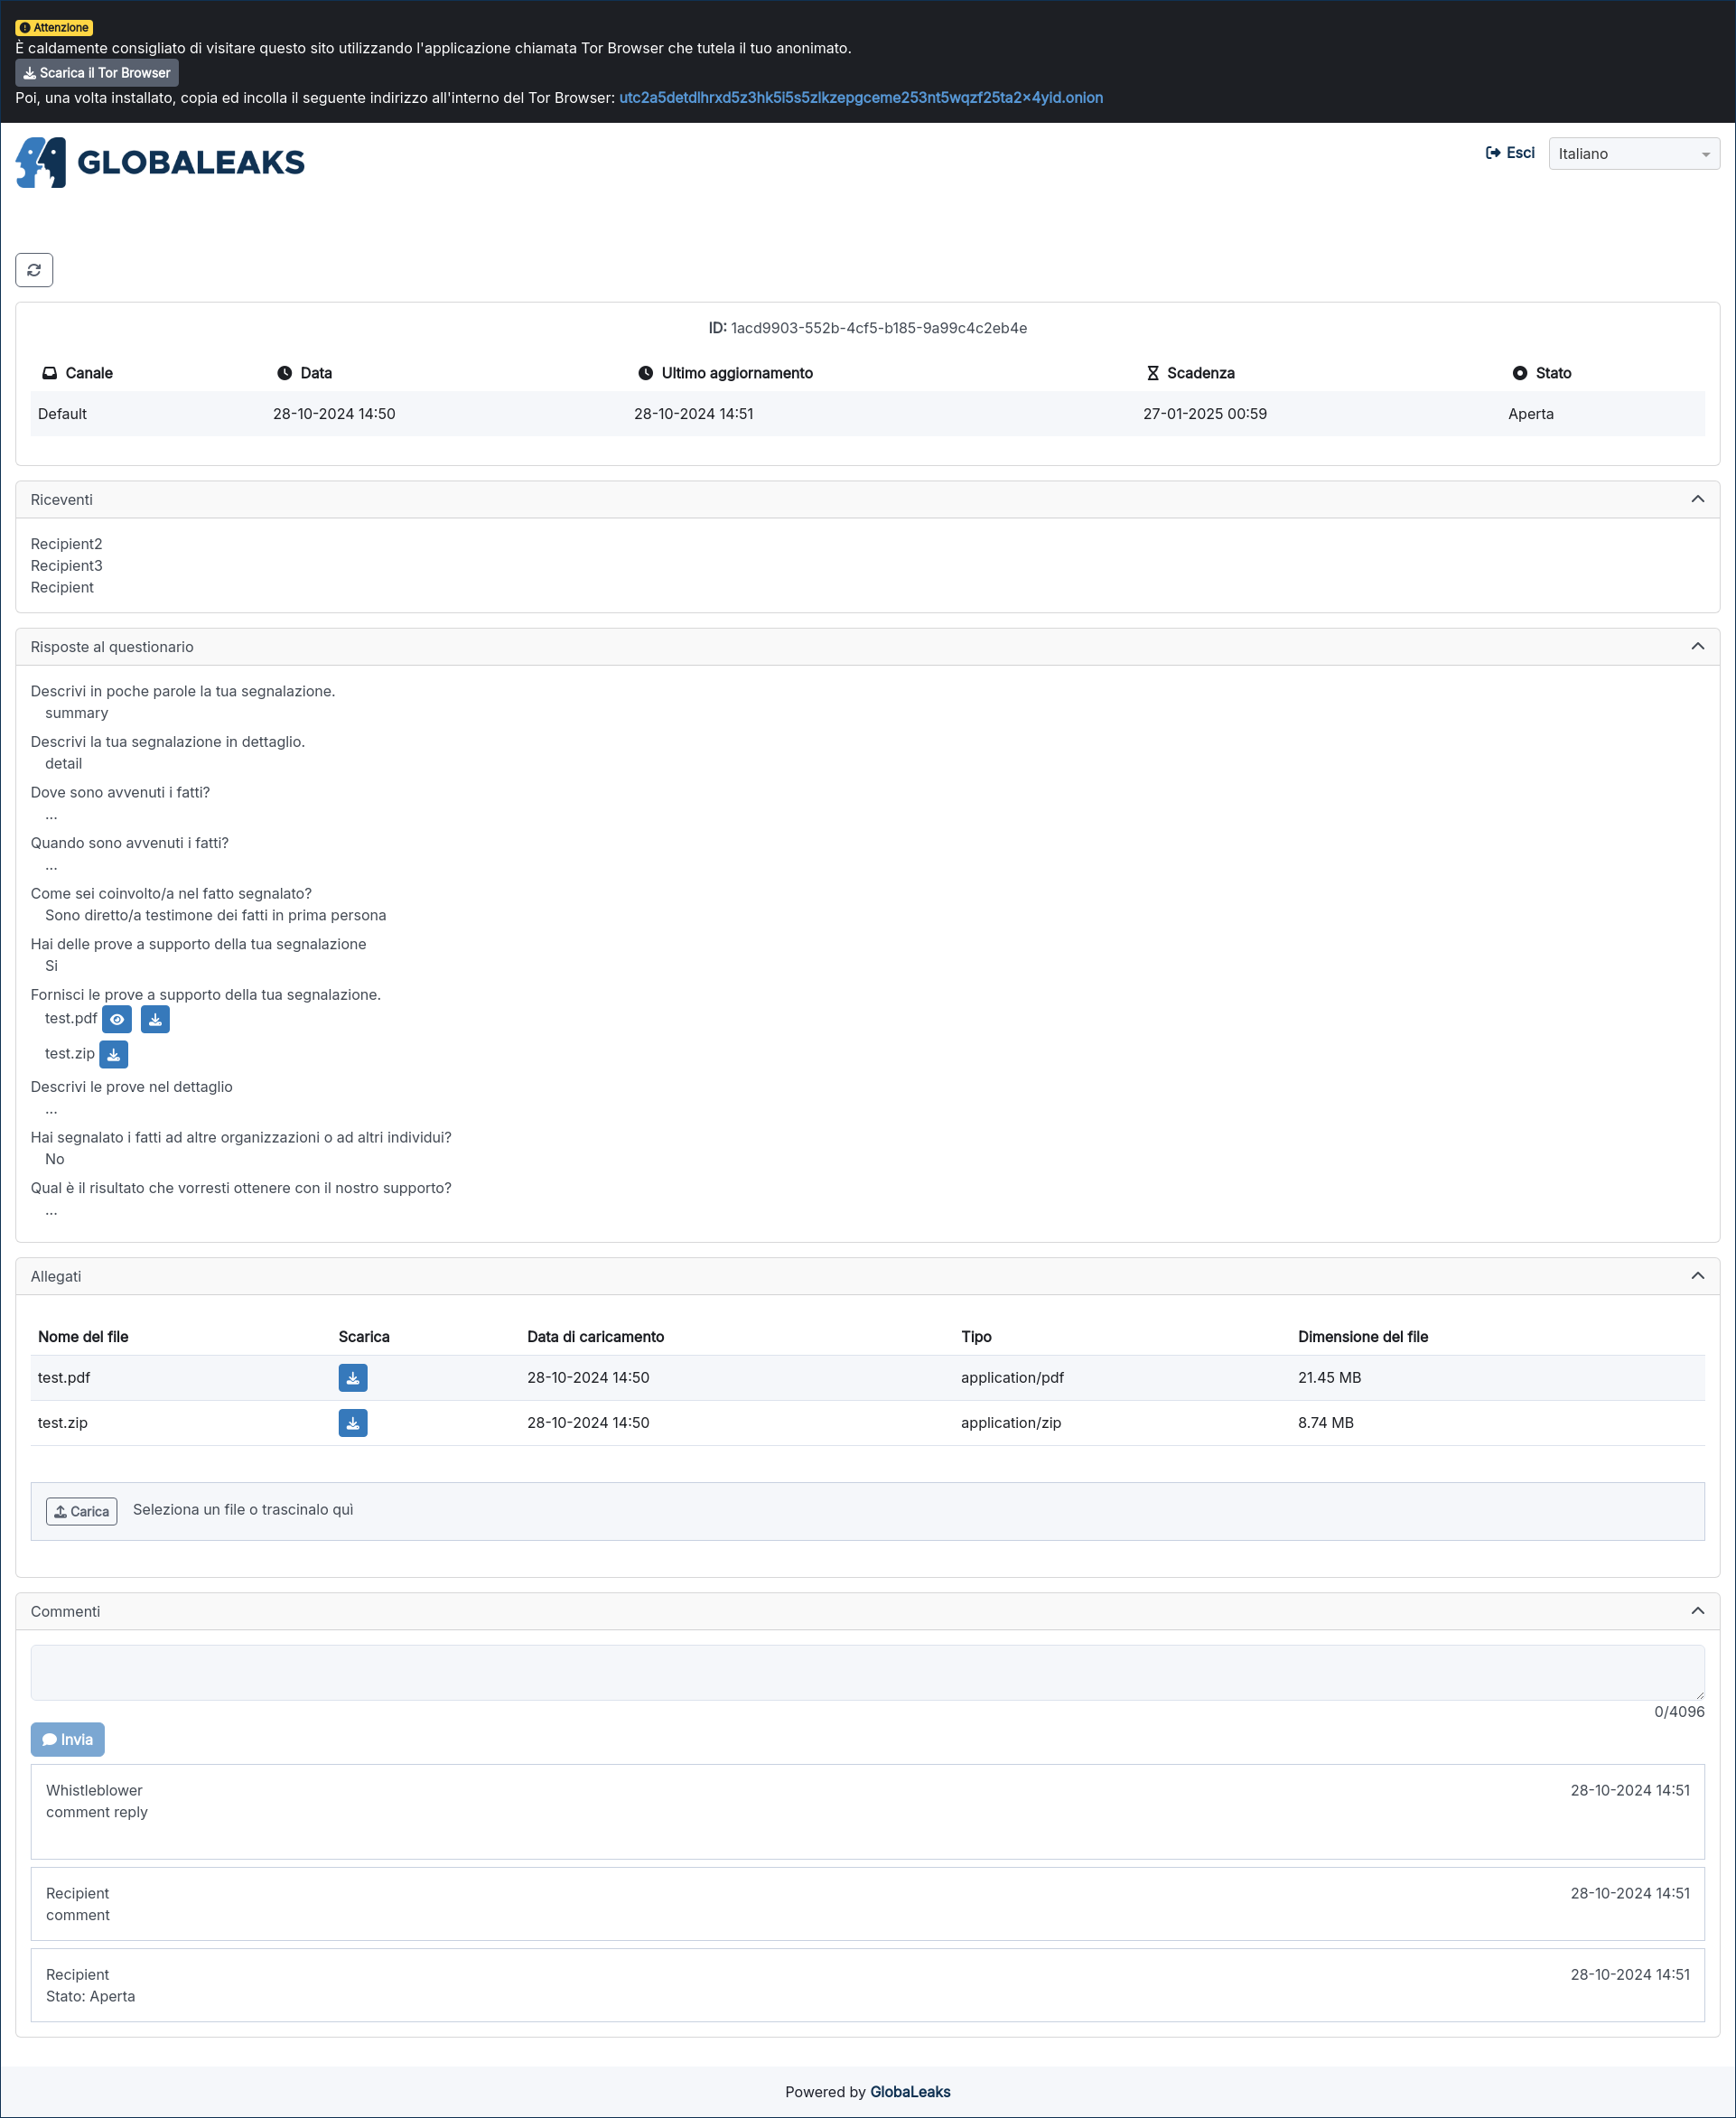 Attenzione
È caldamente consigliato di visitare questo sito utilizzando l'applicazione chiamata Tor Browser che tutela il tuo anonimato.
Scarica il Tor Browser
Poi, una volta installato, copia ed incolla il seguente indirizzo all'interno del Tor Browser: utc2a5detdlhrxd5z3hk5l5s5zlkzepgceme253nt5wqzf25ta2x4yid.onion
GLOBALEAKS
Esci
Italiano
ID: 1acd9903-552b-4cf5-b185-9a99c4c2eb4e
Canale Data Ultimo aggiornamento Scadenza Stato
Default 28-10-2024 14:50 28-10-2024 14:51 27-01-2025 00:59 Aperta
Riceventi
Recipient2
Recipient3
Recipient
Risposte al questionario
Descrivi in poche parole la tua segnalazione.
summary
Descrivi la tua segnalazione in dettaglio.
detail
Dove sono avvenuti i fatti?
...
Quando sono avvenuti i fatti?
...
Come sei coinvolto/a nel fatto segnalato?
Sono diretto/a testimone dei fatti in prima persona
Hai delle prove a supporto della tua segnalazione
Si
Fornisci le prove a supporto della tua segnalazione.
test.pdf
test.zip
Descrivi le prove nel dettaglio
...
Hai segnalato i fatti ad altre organizzazioni o ad altri individui?
No
Qual è il risultato che vorresti ottenere con il nostro supporto?
...
Allegati
Nome del file Scarica Data di caricamento Tipo Dimensione del file
test.pdf 28-10-2024 14:50 application/pdf 21.45 MB
test.zip 28-10-2024 14:50 application/zip 8.74 MB
Carica Seleziona un file o trascinalo quì
Commenti
0/4096
Invia
Whistleblower 28-10-2024 14:51
comment reply
Recipient 28-10-2024 14:51
comment
Recipient 28-10-2024 14:51
Stato: Aperta
Powered by GlobaLeaks